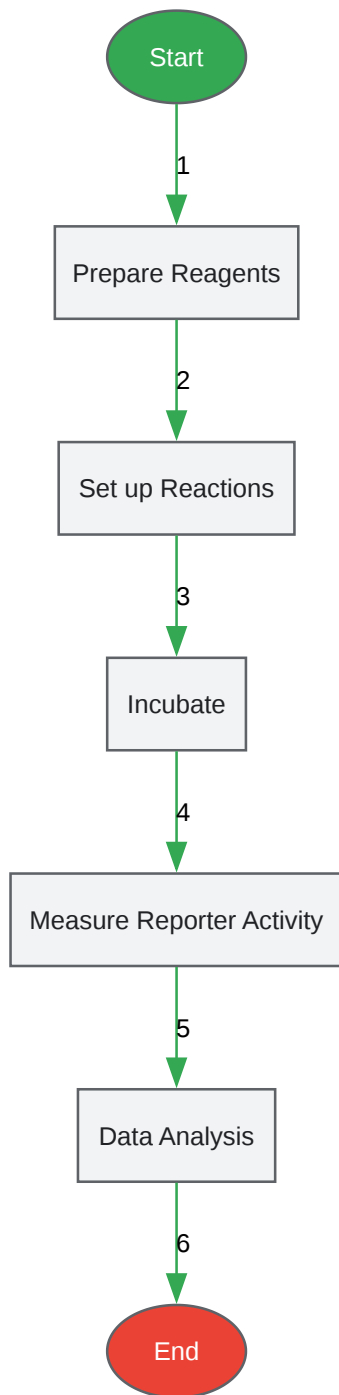 Start
1
Prepare Reagents
2
Set up Reactions
3
Incubate
4
Measure Reporter Activity
5
Data Analysis
6
End